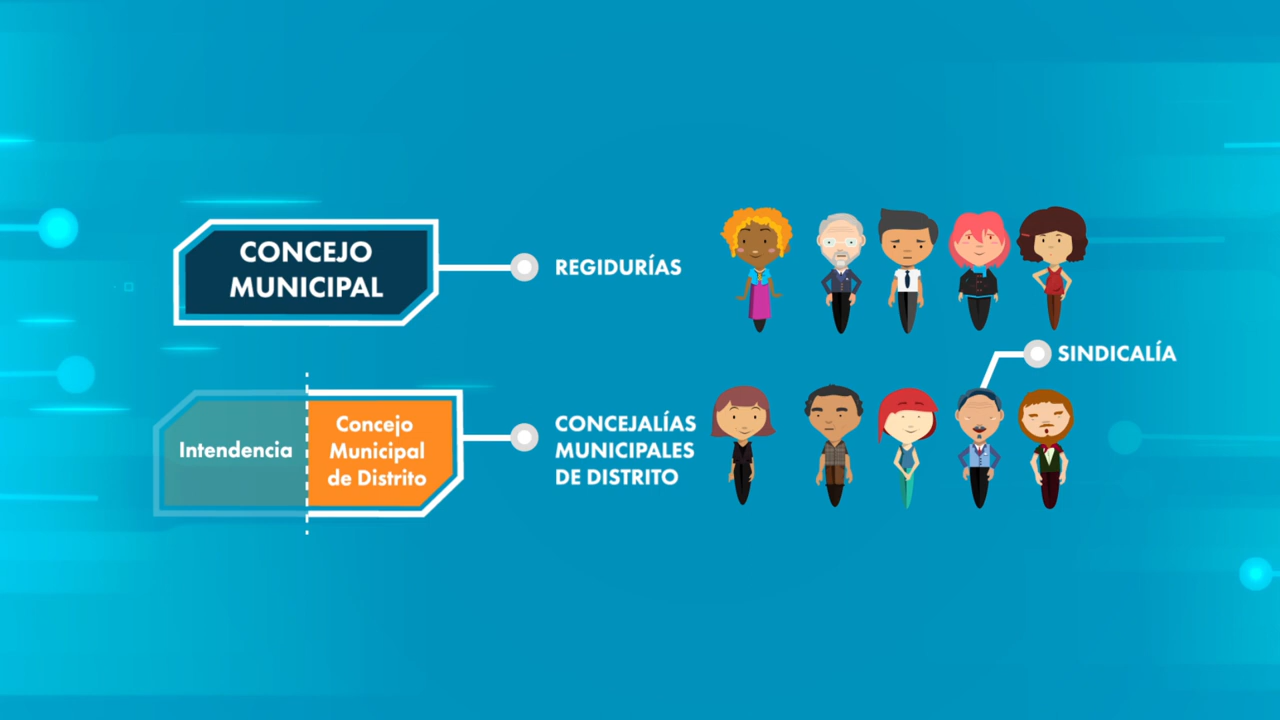 CONCEJO
MUNICIPAL
REGIDURÍAS
SINDICALÍA
Intendencia
Concejo
Municipal
de Distrito
CONCEJALÍAS
MUNICIPALES
DE DISTRITO